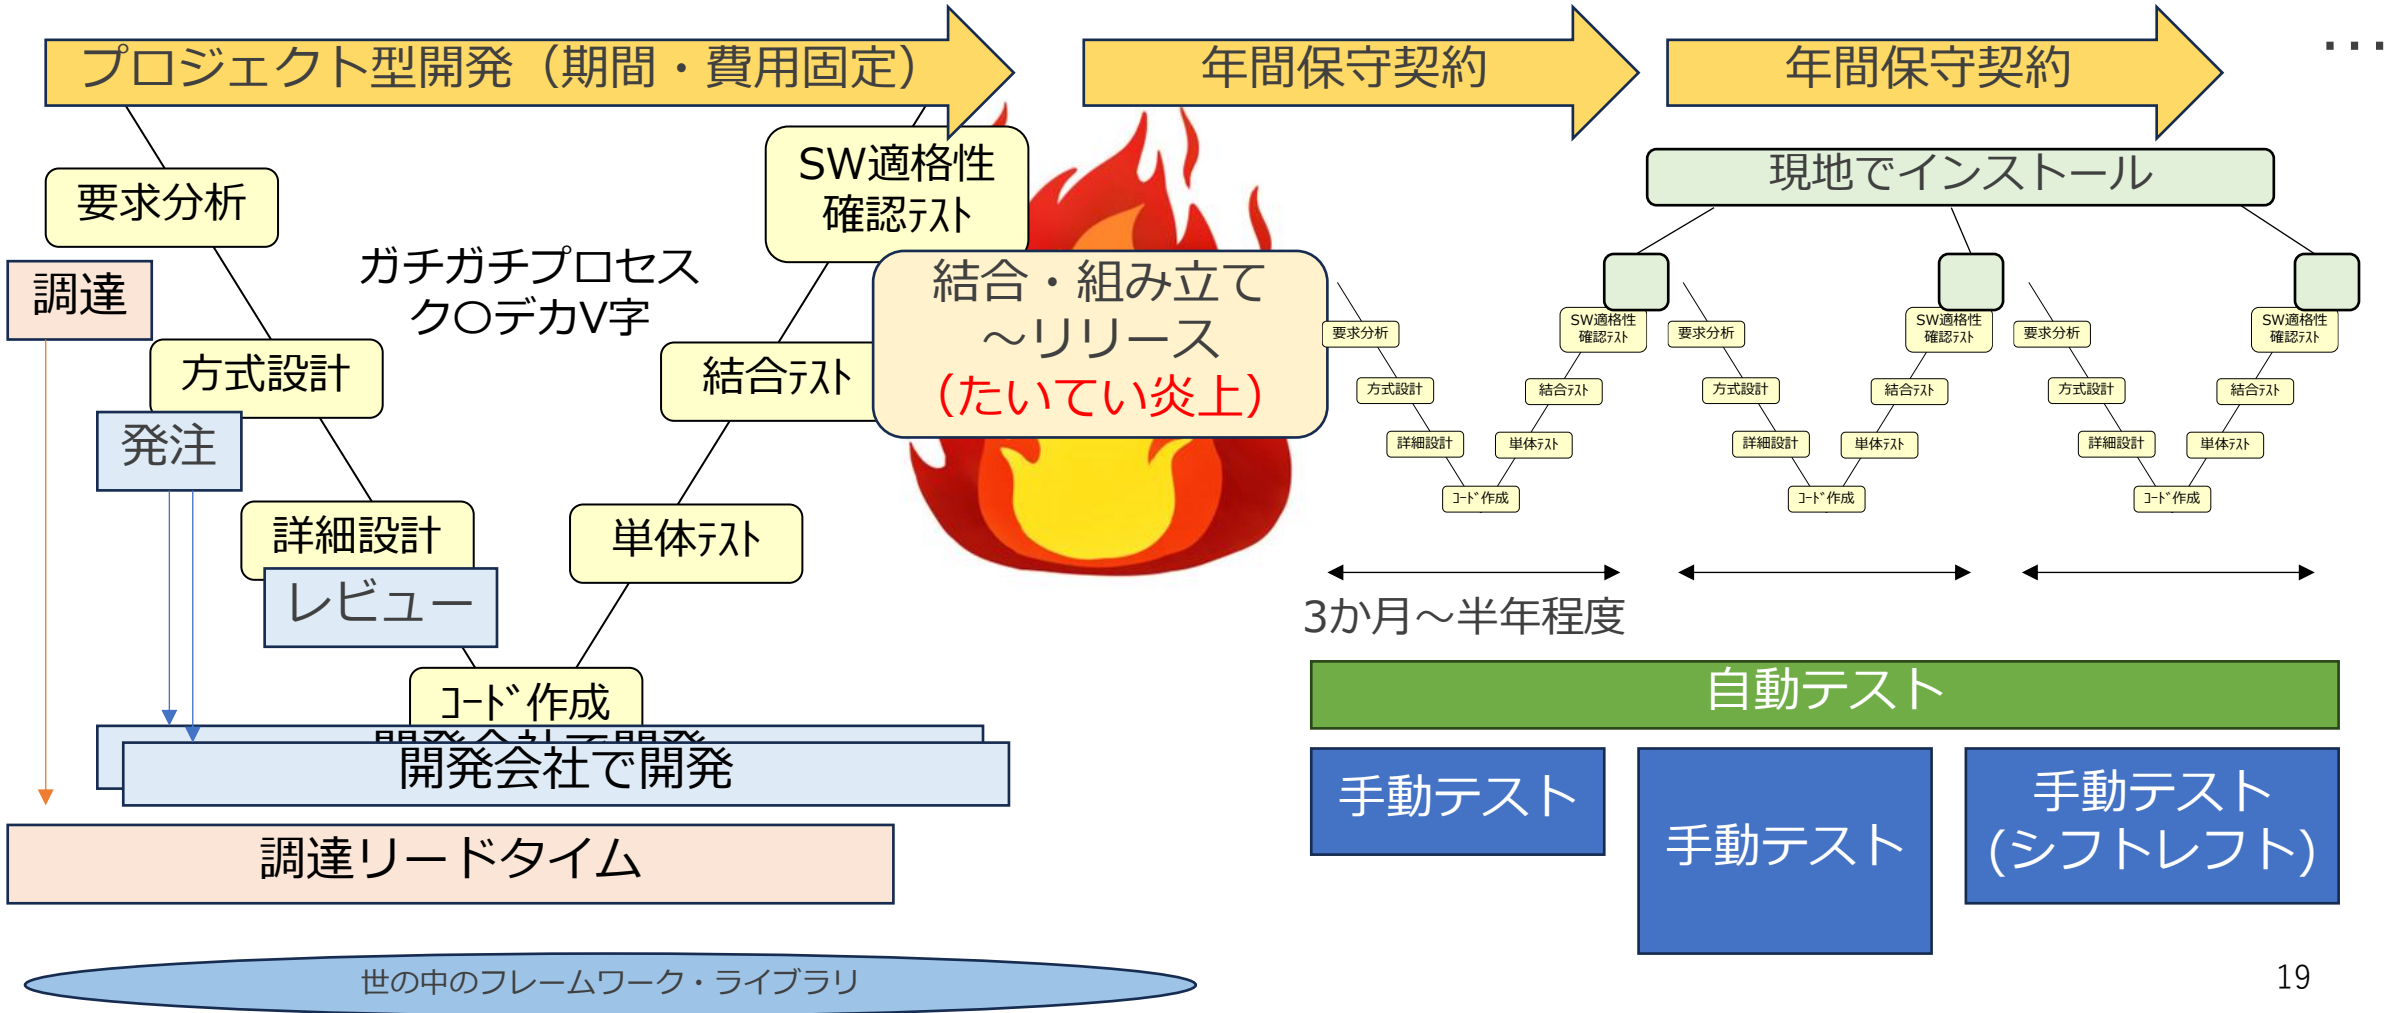 プロジェクト型開発（期間・費用固定）
年間保守契約
年間保守契約
…
要求分析
調達
方式設計
発注
詳細設計
レビュー
ｺｰﾄﾞ作成
単体ﾃｽﾄ
結合ﾃｽﾄ
SW適格性
確認ﾃｽﾄ
ガチガチプロセス
ク〇デカV字
結合・組み立て
～リリース
（たいてい炎上）
開発会社で開発
開発会社で開発
調達リードタイム
世の中のフレームワーク・ライブラリ
現地でインストール
要求分析
方式設計
詳細設計
ｺｰﾄﾞ作成
単体ﾃｽﾄ
結合ﾃｽﾄ
SW適格性
確認ﾃｽﾄ
要求分析
方式設計
詳細設計
ｺｰﾄﾞ作成
単体ﾃｽﾄ
結合ﾃｽﾄ
SW適格性
確認ﾃｽﾄ
要求分析
方式設計
詳細設計
ｺｰﾄﾞ作成
単体ﾃｽﾄ
結合ﾃｽﾄ
SW適格性
確認ﾃｽﾄ
3か月～半年程度
自動テスト
手動テスト
手動テスト
手動テスト
(シフトレフト)
19